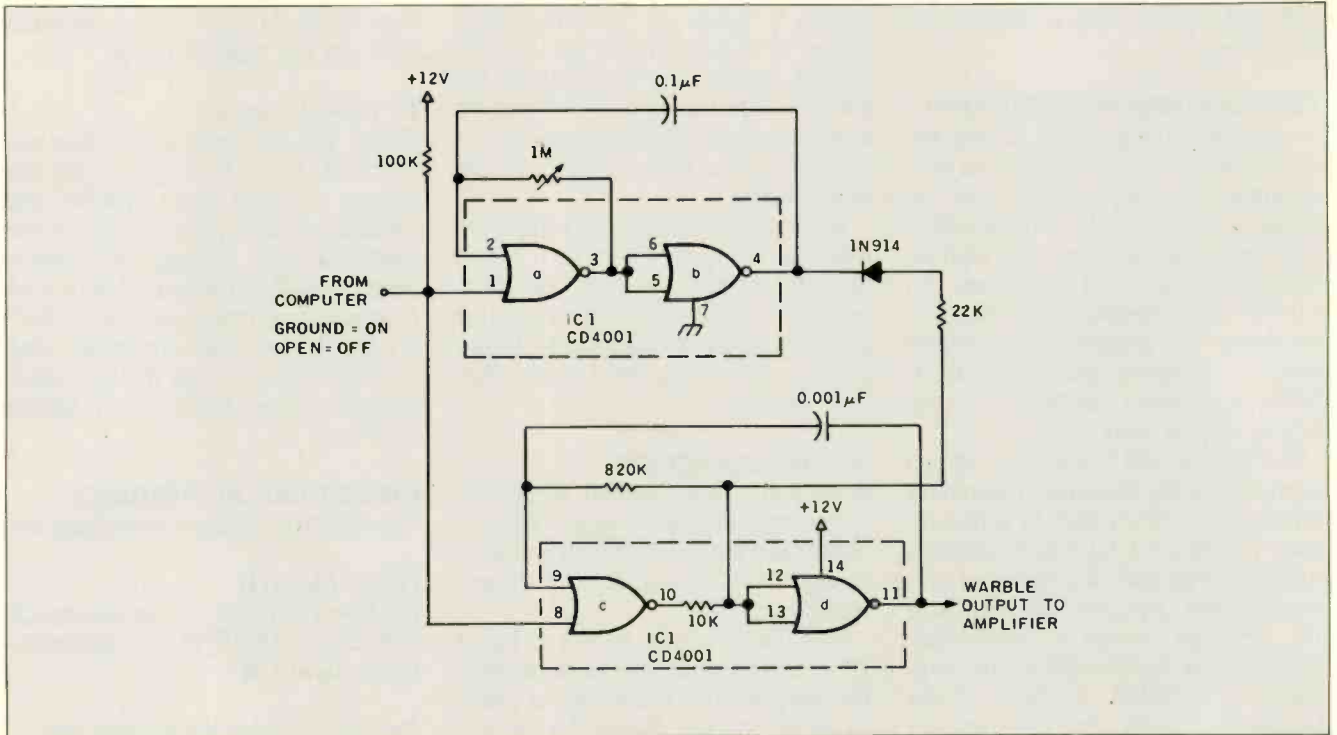 +12V
0.1µF
100K
1M
1N914
2
1
a
3
6
5
b
4
7
FROM
COMPUTER
GROUND = ON
OPEN = OFF
IC1
CD4001
22K
0.001µF
820K
+12V
9
8
c
10
10K
12
13
d
14
11
IC1
CD4001
WARBLE
OUTPUT TO
AMPLIFIER